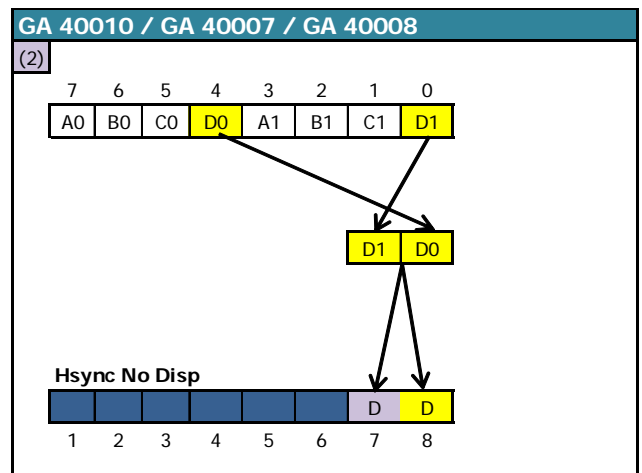 GA 40010 / GA 40007 / GA 40008
(2)
7 6 5 4 3 2 1 0
A0 B0 C0 D0 A1 B1 C1 D1
D1 D0
Hsync No Disp
D D
1 2 3 4 5 6 7 8